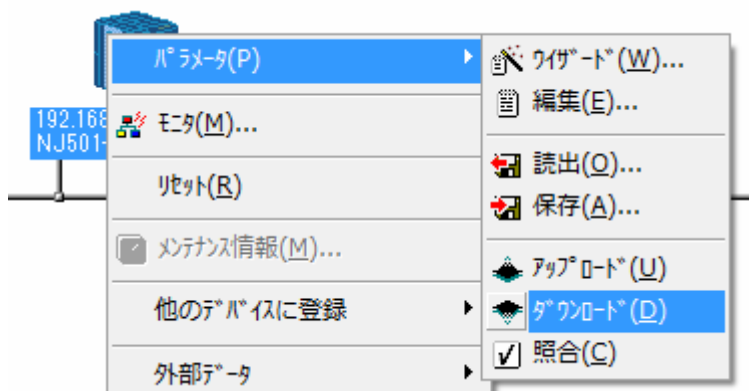 192.168
NJ501-
ﾊﾟﾗﾒｰﾀ(P)
ﾓﾆﾀ(M)...
ﾘｾｯﾄ(R)
ﾒﾝﾃﾅﾝｽ情報(M)...
他のﾃﾞﾊﾞｲｽに登録
外部ﾃﾞｰﾀ
ｳｨｻﾞｰﾄﾞ(W)...
編集(E)...
読出(O)...
保存(A)...
ｱｯﾌﾟﾛｰﾄﾞ(U)
ﾀﾞｳﾝﾛｰﾄﾞ(D)
照合(C)